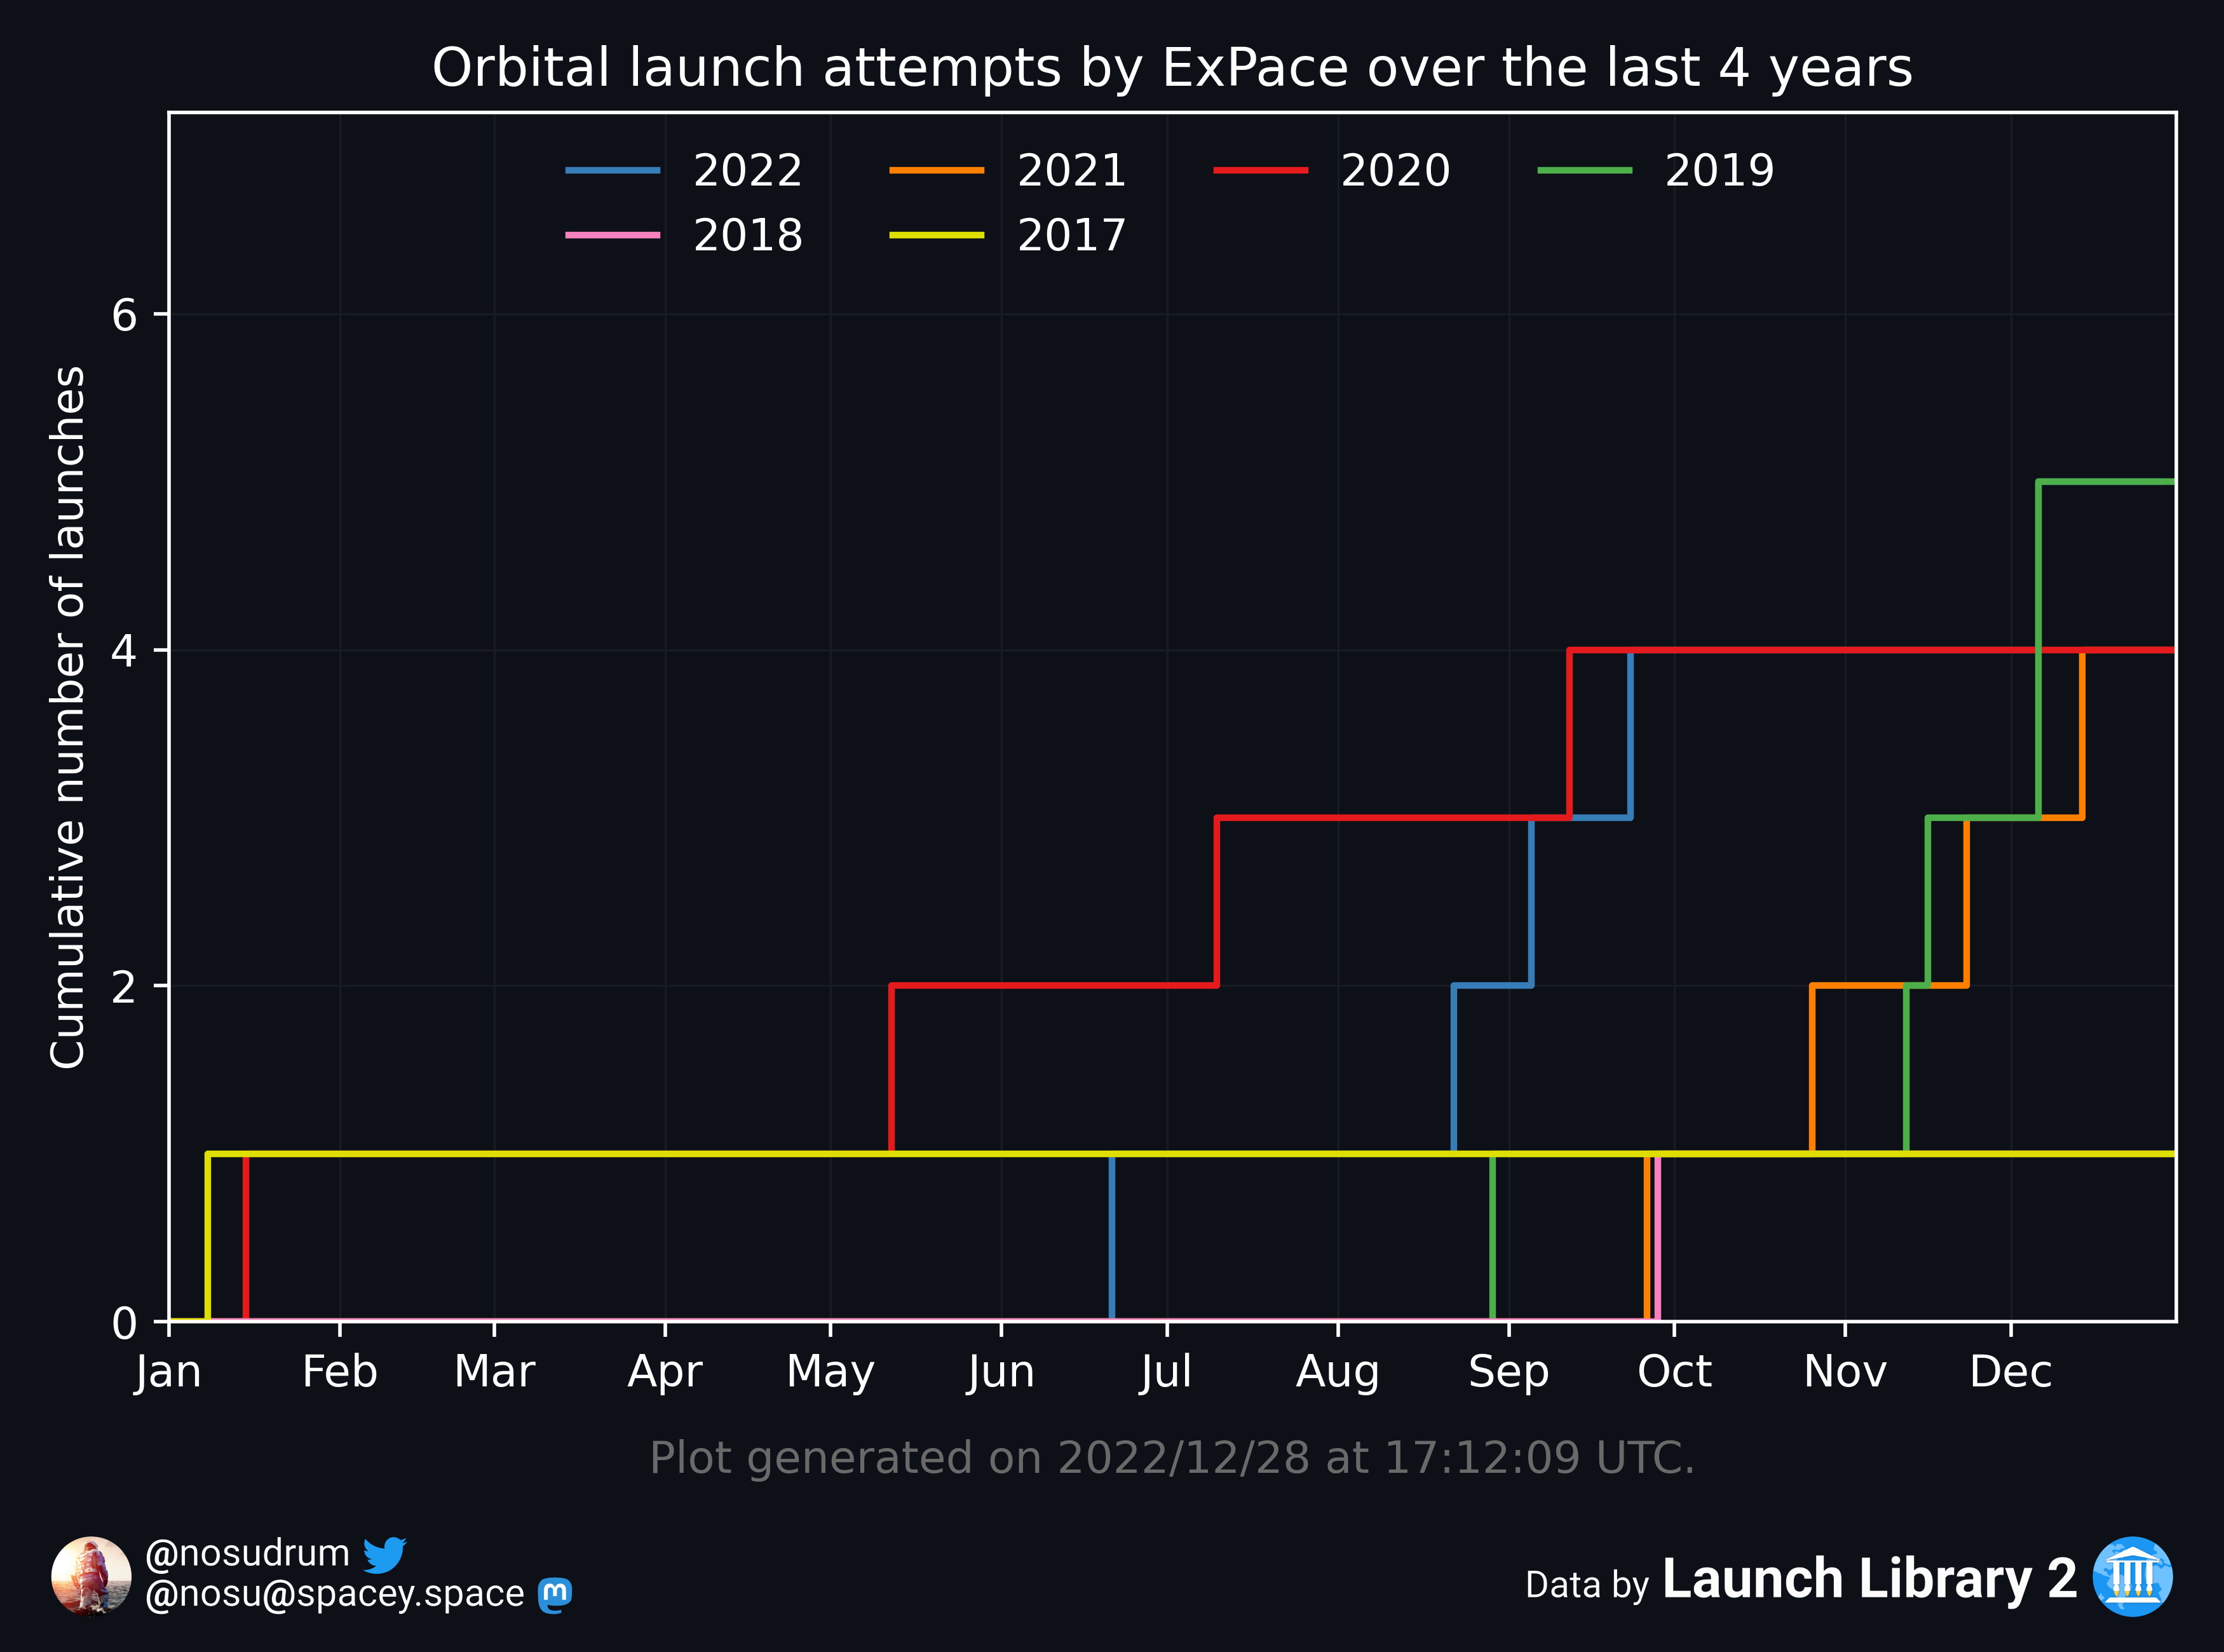 Orbital launch attempts by ExPace over the last 4 years
2022 2021 2020 2019
2018 2017
Cumulative number of launches
6
4
2
0
Jan Feb Mar Apr May Jun Jul Aug Sep Oct Nov Dec
Plot generated on 2022/12/28 at 17:12:09 UTC.
@nosudrum
@nosu@spacey.space
Data by Launch Library 2